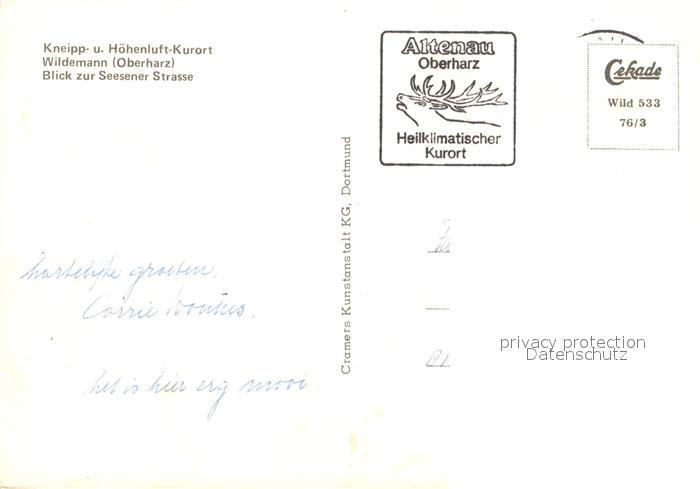 Kneipp- u. Höhenluft-Kurort
Wildemann (Oberharz)
Blick zur Seesener Strasse
Altenau
Oberharz
Heilklimatischer
Kurort
Cekade
Wild 533
76/3
Cramers Kunstanstalt KG, Dortmund
hartelijke groeten,
Corrie
het is hier erg mooi
privacy protection
Datenschutz